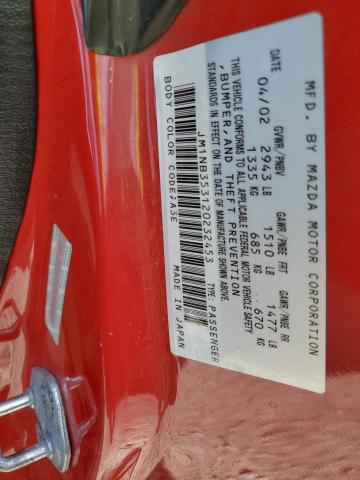 MFD. BY MAZDA MOTOR CORPORATION
DATE GVWR/PNBV GAWR/PNBE FRT GAWR/PNBE RR
04/02 2943 LB 1510 LB 1477 LB
1335 KG 685 KG 670 KG
THIS VEHICLE CONFORMS TO ALL APPLICABLE FEDERAL MOTOR VEHICLE SAFETY
, BUMPER, AND THEFT PREVENTION
STANDARDS IN EFFECT ON THE DATE OF MANUFACTURE SHOWN ABOVE.
JM1NB353120232453 TYPE: PASSENGER
BODY COLOR CODE:A3E MADE IN JAPAN